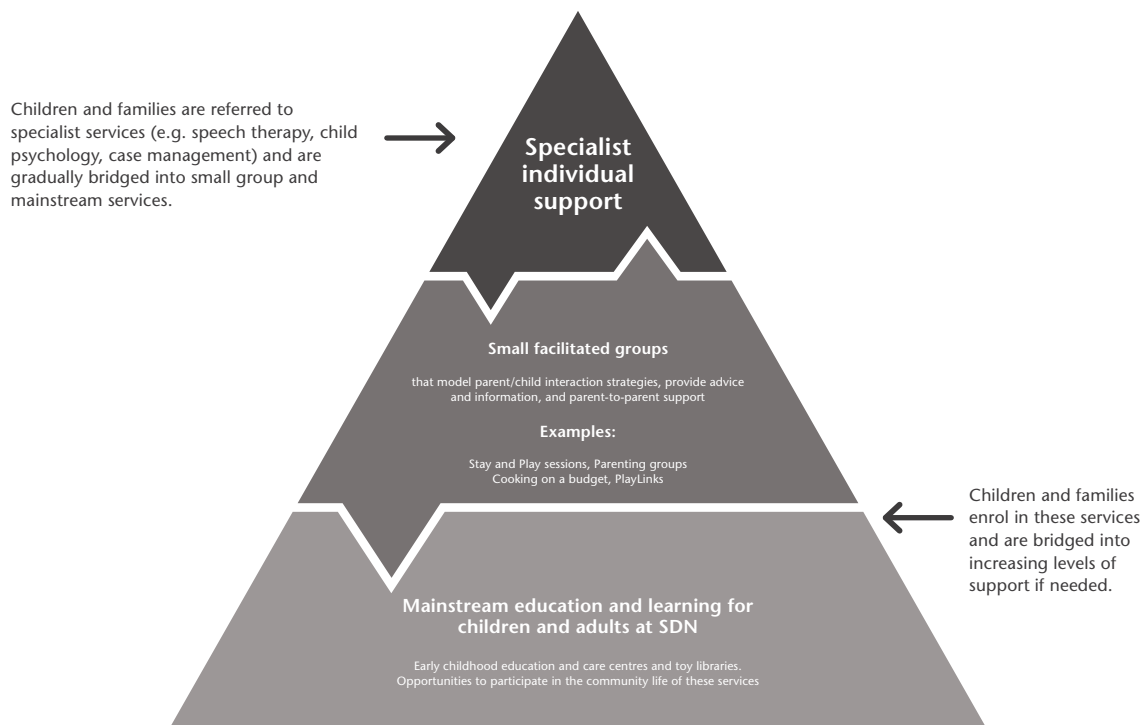 Children and families are referred to
specialist services (e.g. speech therapy, child
psychology, case management) and are
gradually bridged into small group and
mainstream services.
Specialist
individual
support
Small facilitated groups
that model parent/child interaction strategies, provide advice
and information, and parent-to-parent support
Examples:
Stay and Play sessions, Parenting groups
Cooking on a budget, PlayLinks
Children and families
enrol in these services
and are bridged into
increasing levels of
support if needed.
Mainstream education and learning for
children and adults at SDN
Early childhood education and care centres and toy libraries.
Opportunities to participate in the community life of these services